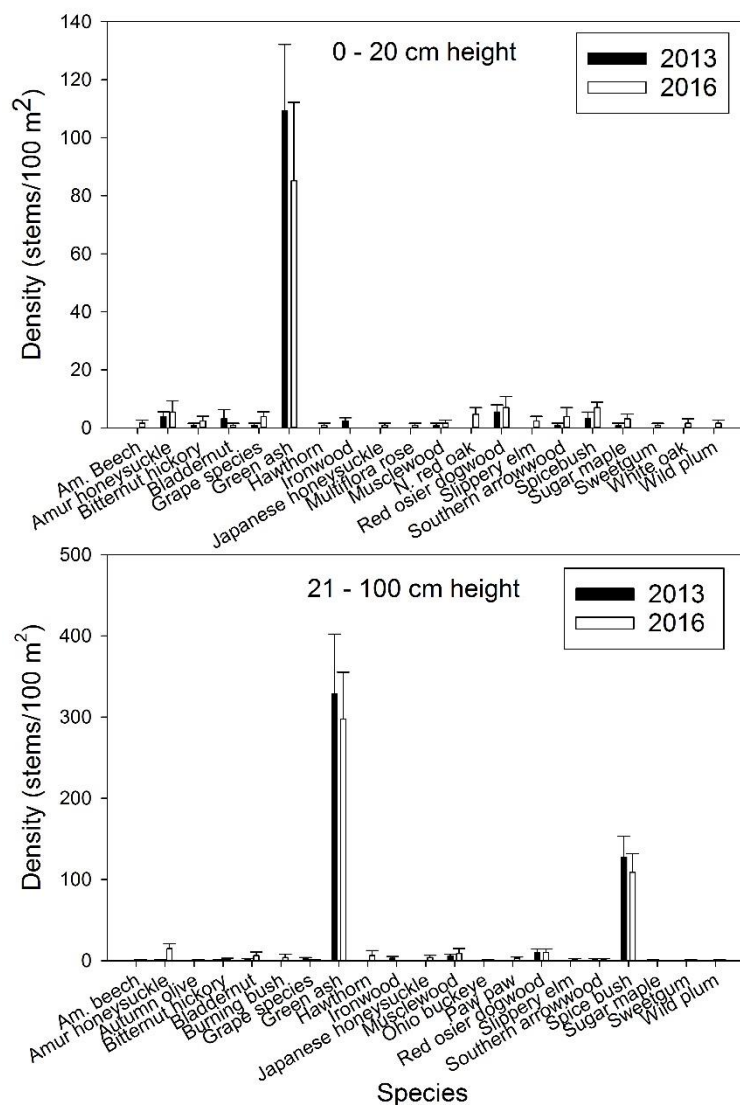 0 - 20 cm height
2013
2016
Density (stems/100 m²)
140
120
100
80
60
40
20
0
Am. Beech
Amur honeysuckle
Bitternut hickory
Bladdernut
Grape species
Green ash
Hawthorn
Ironwood
Japanese honeysuckle
Multiflora rose
Musclewood
N. red oak
Red osier dogwood
Slippery elm
Southern arrowwood
Spicebush
Sugar maple
Sweetgum
White oak
Wild plum
21 - 100 cm height
2013
2016
Density (stems/100 m²)
500
400
300
200
100
0
Am. beech
Amur honeysuckle
Autumn olive
Bitternut hickory
Bladdernut
Burning bush
Grape species
Green ash
Hawthorn
Ironwood
Japanese honeysuckle
Musclewood
Ohio buckeye
Paw paw
Red osier dogwood
Slippery elm
Southern arrowwood
Spice bush
Sugar maple
Sweetgum
Wild plum
Species